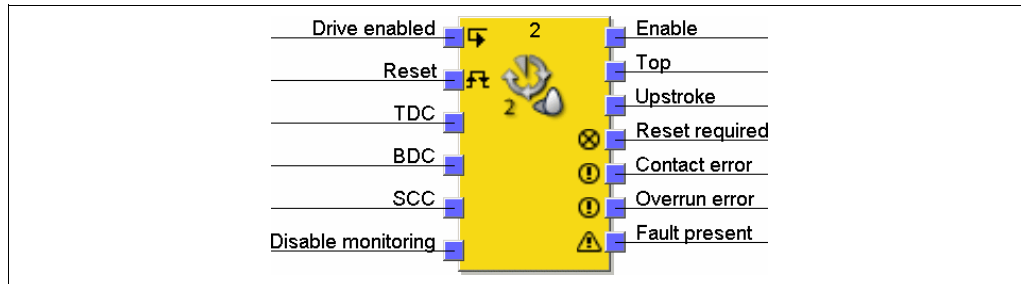 Drive enabled
2
Enable
Reset
Top
2
TDC
Upstroke
BDC
Reset required
Contact error
SCC
Overrun error
Disable monitoring
Fault present